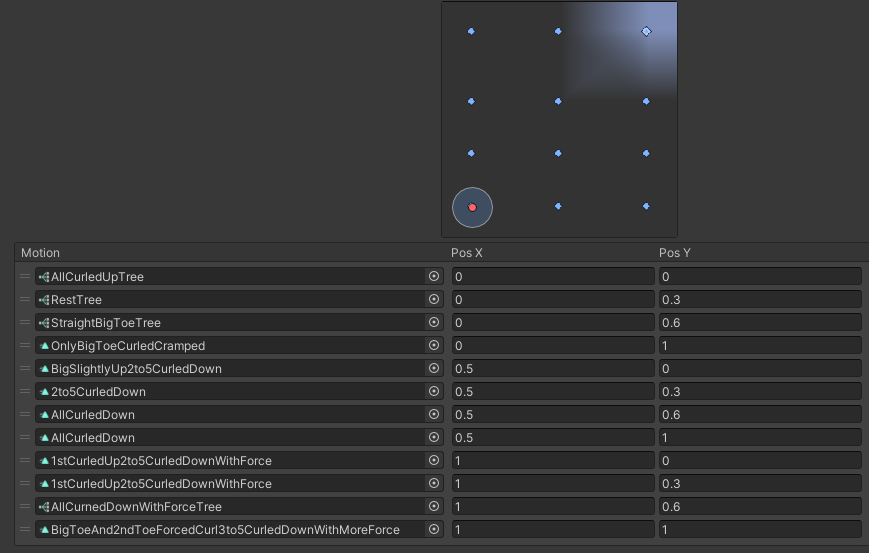 Motion Pos X Pos Y
AllCurledUpTree 0 0
RestTree 0 0.3
StraightBigToeTree 0 0.6
OnlyBigToeCurledCramped 0 1
BigSlightlyUp2to5CurledDown 0.5 0
2to5CurledDown 0.5 0.3
AllCurledDown 0.5 0.6
AllCurledDown 0.5 1
1stCurledUp2to5CurledDownWithForce 1 0
1stCurledUp2to5CurledDownWithForce 1 0.3
AllCurnedDownWithForceTree 1 0.6
BigToeAnd2ndToeForcedCurl3to5CurledDownWithMoreForce 1 1